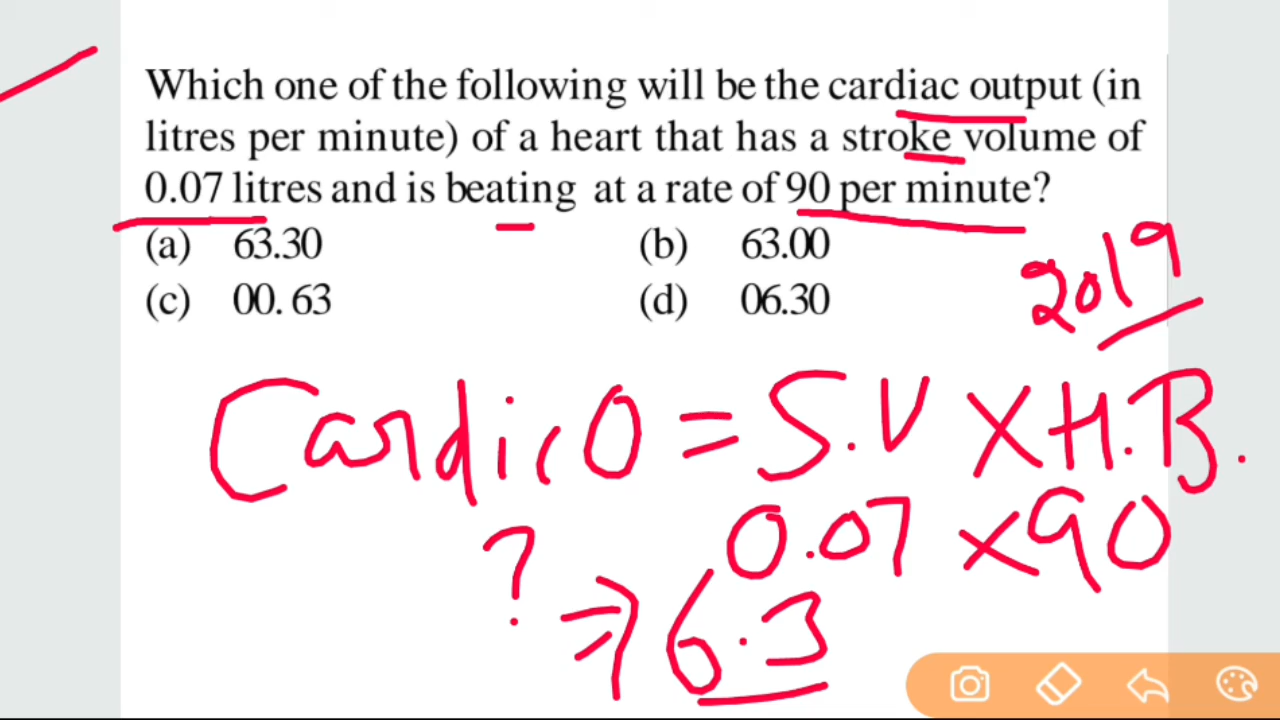 Which one of the following will be the cardiac output (in
litres per minute) of a heart that has a stroke volume of
0.07 litres and is beating at a rate of 90 per minute?
(a) 63.30 (b) 63.00
(c) 00. 63 (d) 06.30
2019
Cardic O = S.V × H.B.
? 0.07 × 90
⇒ 6.3